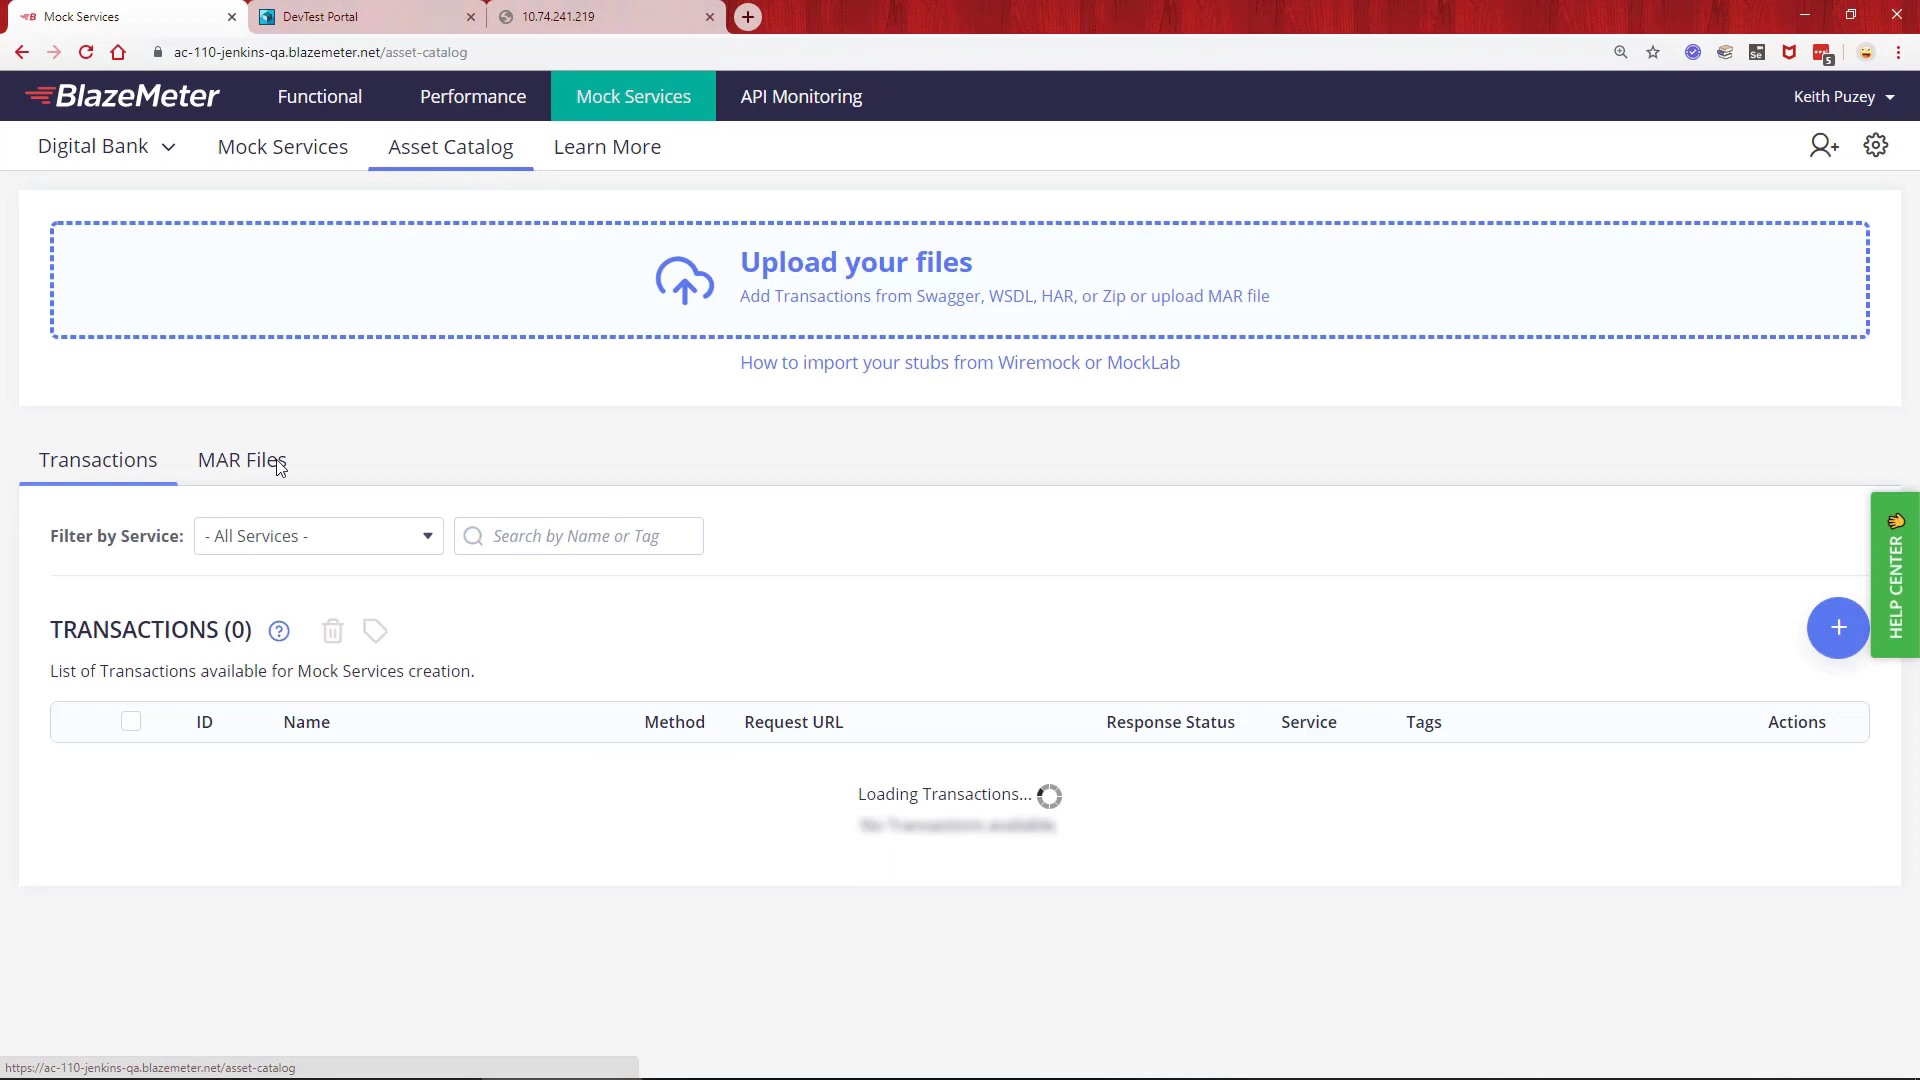 Mock Services
DevTest Portal
10.74.241.219
ac-110-jenkins-qa.blazemeter.net/asset-catalog
Se
5
BlazeMeter
Functional
Performance
Mock Services
API Monitoring
Keith Puzey
Digital Bank
Mock Services
Asset Catalog
Learn More
Upload your files
Add Transactions from Swagger, WSDL, HAR, or Zip or upload MAR file
How to import your stubs from Wiremock or MockLab
Transactions
MAR Files
Filter by Service:
- All Services -
Search by Name or Tag
HELP CENTER
TRANSACTIONS (0)
List of Transactions available for Mock Services creation.
ID
Name
Method
Request URL
Response Status
Service
Tags
Actions
Loading Transactions...
No Transactions available
https://ac-110-jenkins-qa.blazemeter.net/asset-catalog